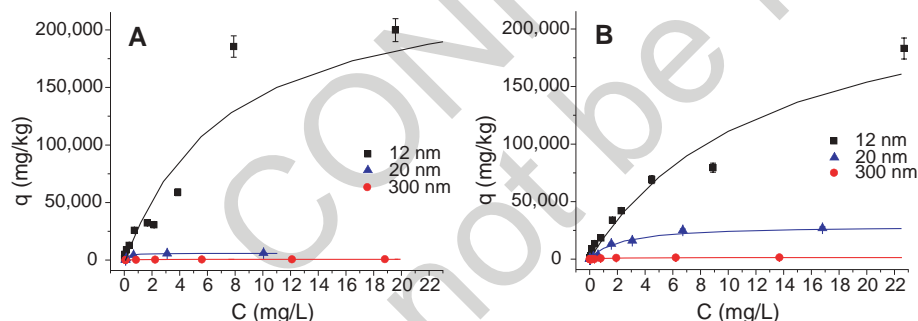 A
q (mg/kg)
200,000
150,000
100,000
50,000
0
12 nm
20 nm
300 nm
0 2 4 6 8 10 12 14 16 18 20 22
C (mg/L)
B
q (mg/kg)
200,000
150,000
100,000
50,000
0
12 nm
20 nm
300 nm
0 2 4 6 8 10 12 14 16 18 20 22
C (mg/L)
CON
not be